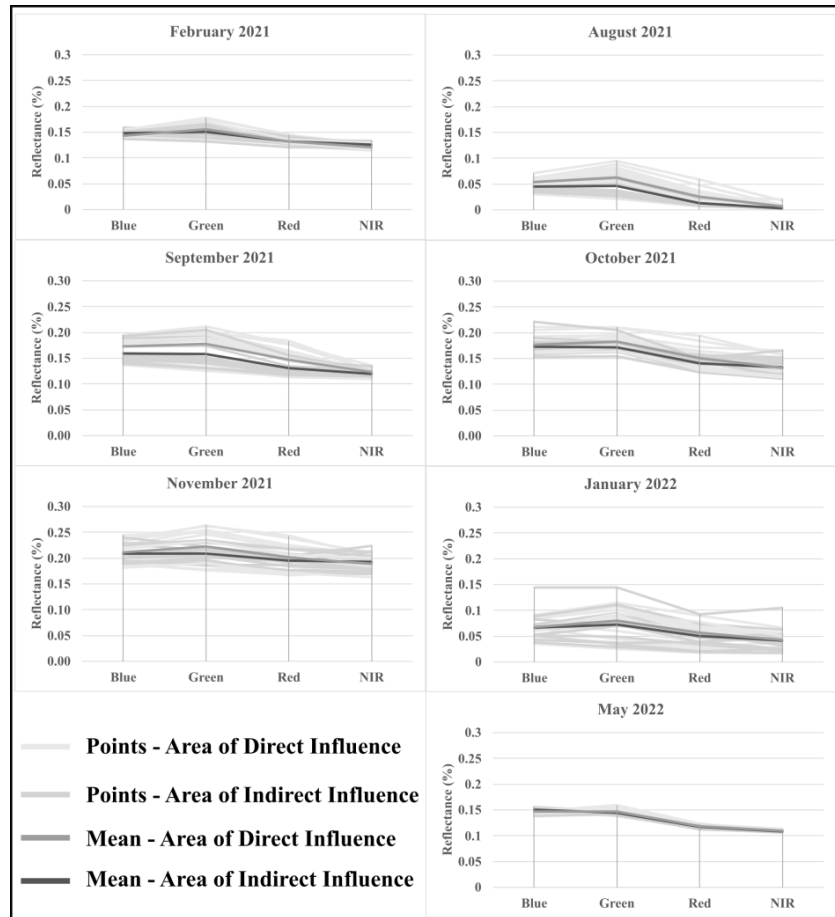 February 2021
Reflectance (%)
0.3
0.25
0.2
0.15
0.1
0.05
0
Blue Green Red NIR
August 2021
Reflectance (%)
0.3
0.25
0.2
0.15
0.1
0.05
0
Blue Green Red NIR
September 2021
Reflectance (%)
0.30
0.25
0.20
0.15
0.10
0.05
0.00
Blue Green Red NIR
October 2021
Reflectance (%)
0.30
0.25
0.20
0.15
0.10
0.05
0.00
Blue Green Red NIR
November 2021
Reflectance (%)
0.30
0.25
0.20
0.15
0.10
0.05
0.00
Blue Green Red NIR
January 2022
Reflectance (%)
0.3
0.25
0.2
0.15
0.1
0.05
0
Blue Green Red NIR
Points - Area of Direct Influence
Points - Area of Indirect Influence
Mean - Area of Direct Influence
Mean - Area of Indirect Influence
May 2022
Reflectance (%)
0.3
0.25
0.2
0.15
0.1
0.05
0
Blue Green Red NIR